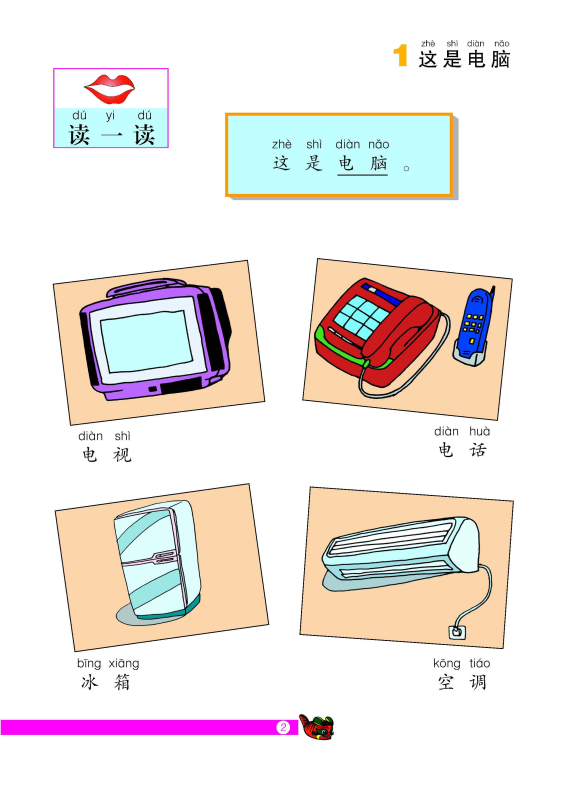 zhè shì diàn nǎo
1 这是电脑
dú yi dú
读一读
zhè shì diàn nǎo
这是电脑。
diàn shì
电视
diàn huà
电话
bīng xiāng
冰箱
kōng tiáo
空调
2